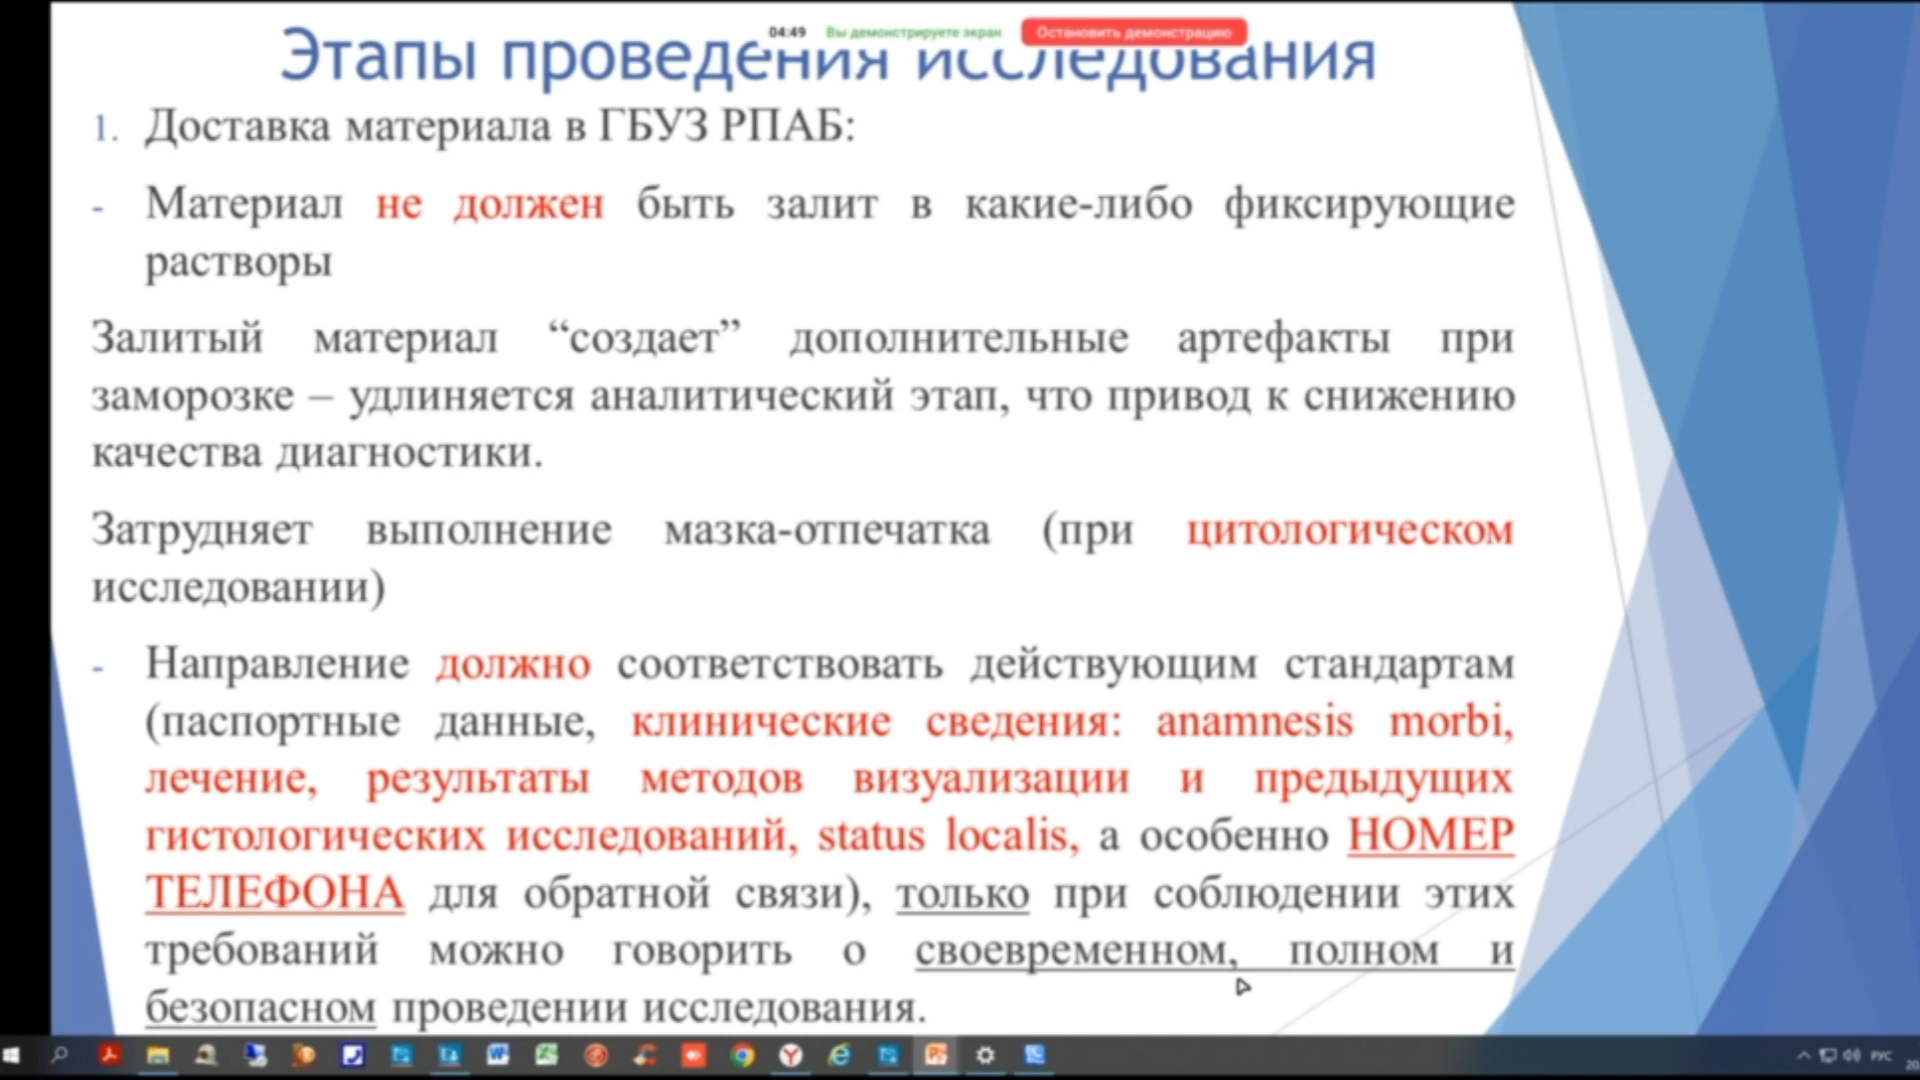 04:49 Вы демонстрируете экран Остановить демонстрацию
Этапы проведения исследования
1. Доставка материала в ГБУЗ РПАБ:
- Материал не должен быть залит в какие-либо фиксирующие
растворы
Залитый материал “создает” дополнительные артефакты при
заморозке – удлиняется аналитический этап, что привод к снижению
качества диагностики.
Затрудняет выполнение мазка-отпечатка (при цитологическом
исследовании)
- Направление должно соответствовать действующим стандартам
(паспортные данные, клинические сведения: anamnesis morbi,
лечение, результаты методов визуализации и предыдущих
гистологических исследований, status localis, а особенно НОМЕР
ТЕЛЕФОНА для обратной связи), только при соблюдении этих
требований можно говорить о своевременном, полном и
безопасном проведении исследования.
РУС